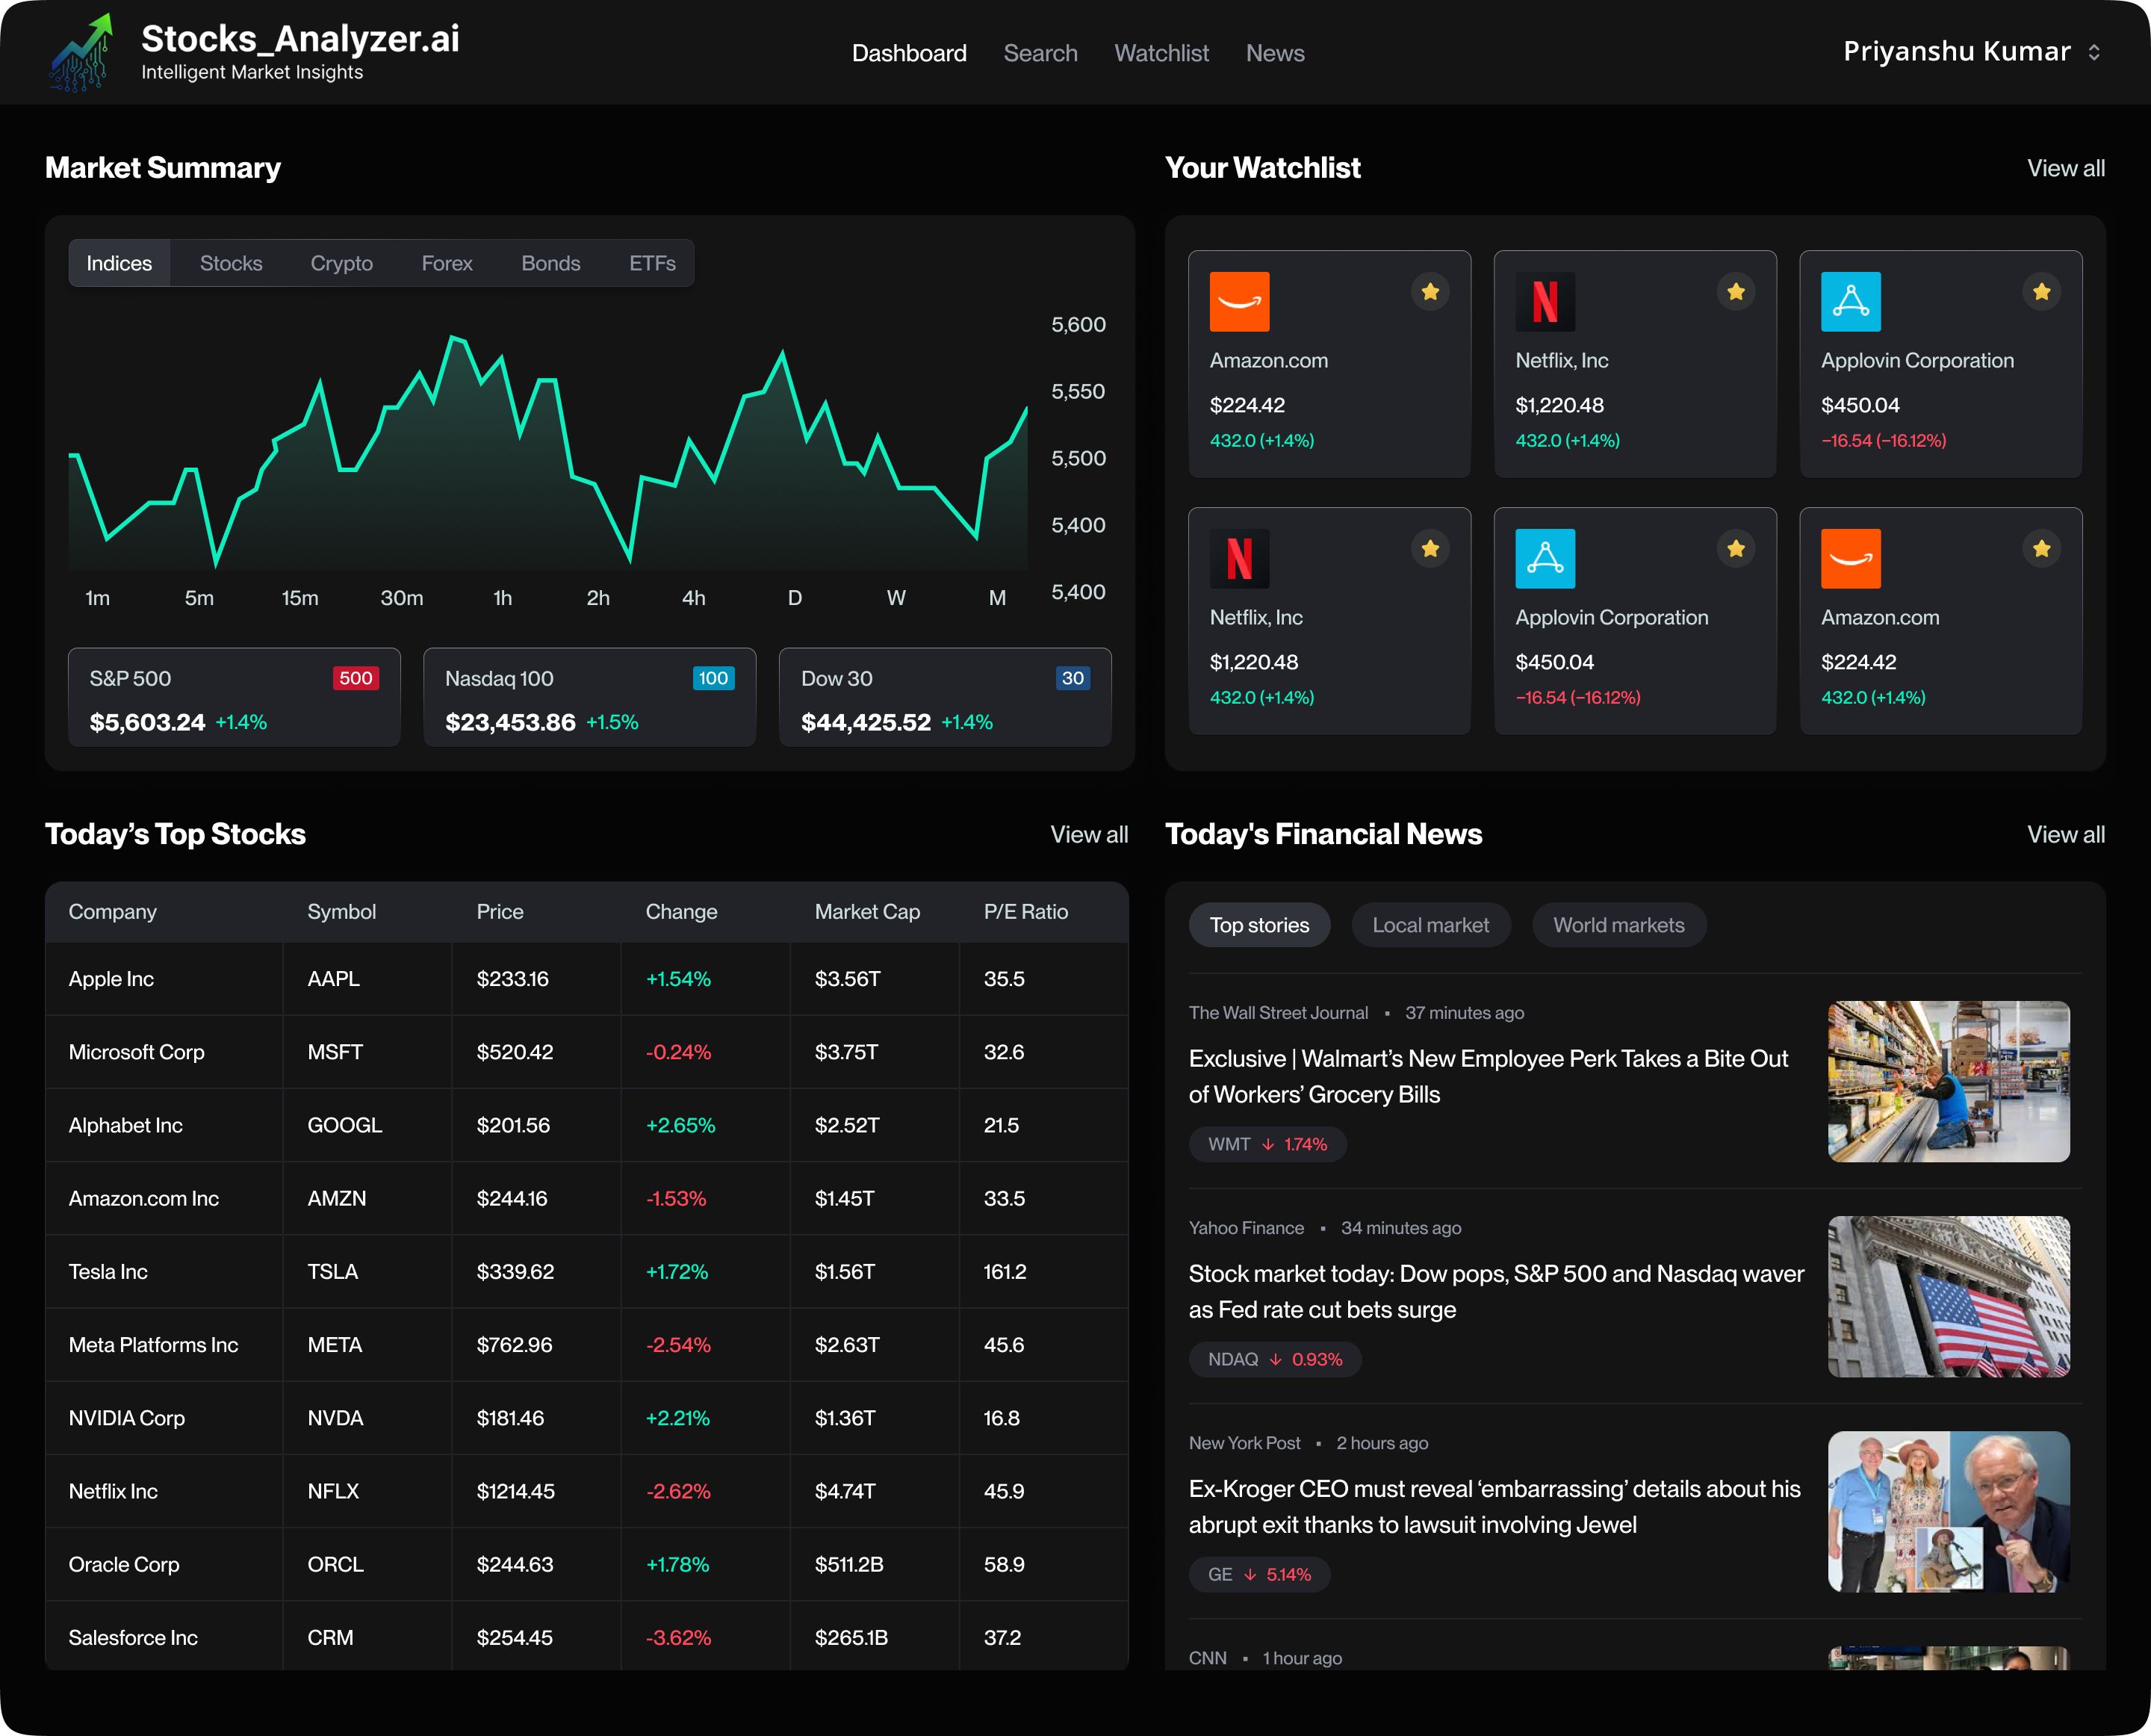 Stocks_Analyzer.ai
Intelligent Market Insights
Dashboard Search Watchlist News
Priyanshu Kumar
Market Summary
Indices Stocks Crypto Forex Bonds ETFs
5,600
5,550
5,500
5,400
5,400
1m 5m 15m 30m 1h 2h 4h D W M
S&P 500 500
$5,603.24 +1.4%
Nasdaq 100 100
$23,453.86 +1.5%
Dow 30 30
$44,425.52 +1.4%
Your Watchlist View all
Amazon.com
$224.42
432.0 (+1.4%)
Netflix, Inc
$1,220.48
432.0 (+1.4%)
Applovin Corporation
$450.04
−16.54 (−16.12%)
Netflix, Inc
$1,220.48
432.0 (+1.4%)
Applovin Corporation
$450.04
−16.54 (−16.12%)
Amazon.com
$224.42
432.0 (+1.4%)
Today’s Top Stocks View all
Company Symbol Price Change Market Cap P/E Ratio
Apple Inc AAPL $233.16 +1.54% $3.56T 35.5
Microsoft Corp MSFT $520.42 -0.24% $3.75T 32.6
Alphabet Inc GOOGL $201.56 +2.65% $2.52T 21.5
Amazon.com Inc AMZN $244.16 -1.53% $1.45T 33.5
Tesla Inc TSLA $339.62 +1.72% $1.56T 161.2
Meta Platforms Inc META $762.96 -2.54% $2.63T 45.6
NVIDIA Corp NVDA $181.46 +2.21% $1.36T 16.8
Netflix Inc NFLX $1214.45 -2.62% $4.74T 45.9
Oracle Corp ORCL $244.63 +1.78% $511.2B 58.9
Salesforce Inc CRM $254.45 -3.62% $265.1B 37.2
Today's Financial News View all
Top stories Local market World markets
The Wall Street Journal • 37 minutes ago
Exclusive | Walmart’s New Employee Perk Takes a Bite Out
of Workers’ Grocery Bills
WMT ↓ 1.74%
Yahoo Finance • 34 minutes ago
Stock market today: Dow pops, S&P 500 and Nasdaq waver
as Fed rate cut bets surge
NDAQ ↓ 0.93%
New York Post • 2 hours ago
Ex-Kroger CEO must reveal ‘embarrassing’ details about his
abrupt exit thanks to lawsuit involving Jewel
GE ↓ 5.14%
CNN • 1 hour ago